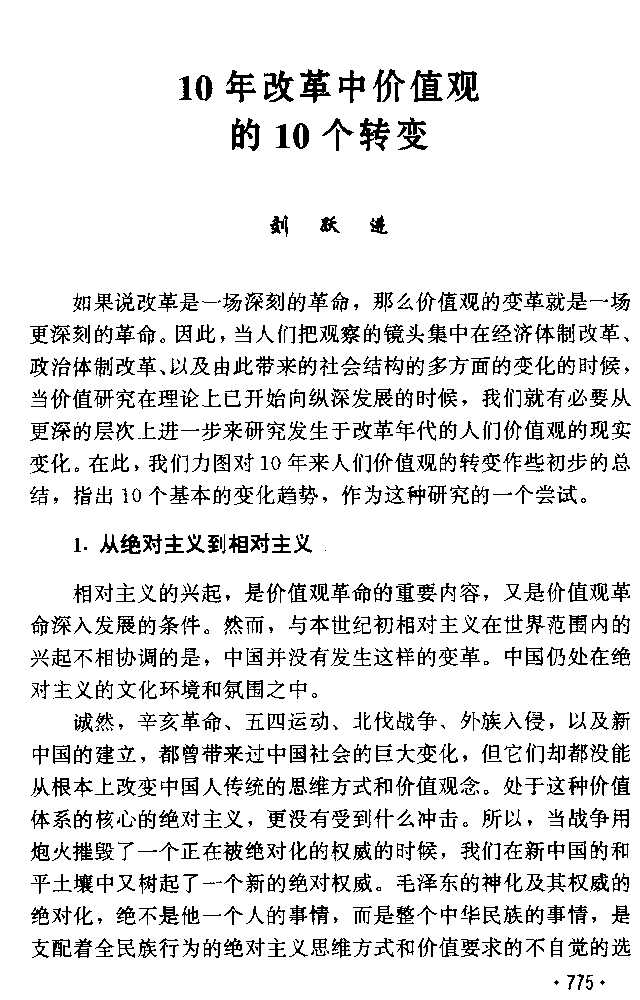 10 年改革中价值观
的 10 个转变
刘 跃 进
如果说改革是一场深刻的革命，那么价值观的变革就是一场
更深刻的革命。因此，当人们把观察的镜头集中在经济体制改革、
政治体制改革、以及由此带来的社会结构的多方面的变化的时候，
当价值研究在理论上已开始向纵深发展的时候，我们就有必要从
更深的层次上进一步来研究发生于改革年代的人们价值观的现实
变化。在此，我们力图对 10 年来人们价值观的转变作些初步的总
结，指出 10 个基本的变化趋势，作为这种研究的一个尝试。
1. 从绝对主义到相对主义
相对主义的兴起，是价值观革命的重要内容，又是价值观革
命深入发展的条件。然而，与本世纪初相对主义在世界范围内的
兴起不相协调的是，中国并没有发生这样的变革。中国仍处在绝
对主义的文化环境和氛围之中。
诚然，辛亥革命、五四运动、北伐战争、外族入侵，以及新
中国的建立，都曾带来过中国社会的巨大变化，但它们却都没能
从根本上改变中国人传统的思维方式和价值观念。处于这种价值
体系的核心的绝对主义，更没有受到什么冲击。所以，当战争用
炮火摧毁了一个正在被绝对化的权威的时候，我们在新中国的和
平土壤中又树起了一个新的绝对权威。毛泽东的神化及其权威的
绝对化，绝不是他一个人的事情，而是整个中华民族的事情，是
支配着全民族行为的绝对主义思维方式和价值要求的不自觉的选
·775·